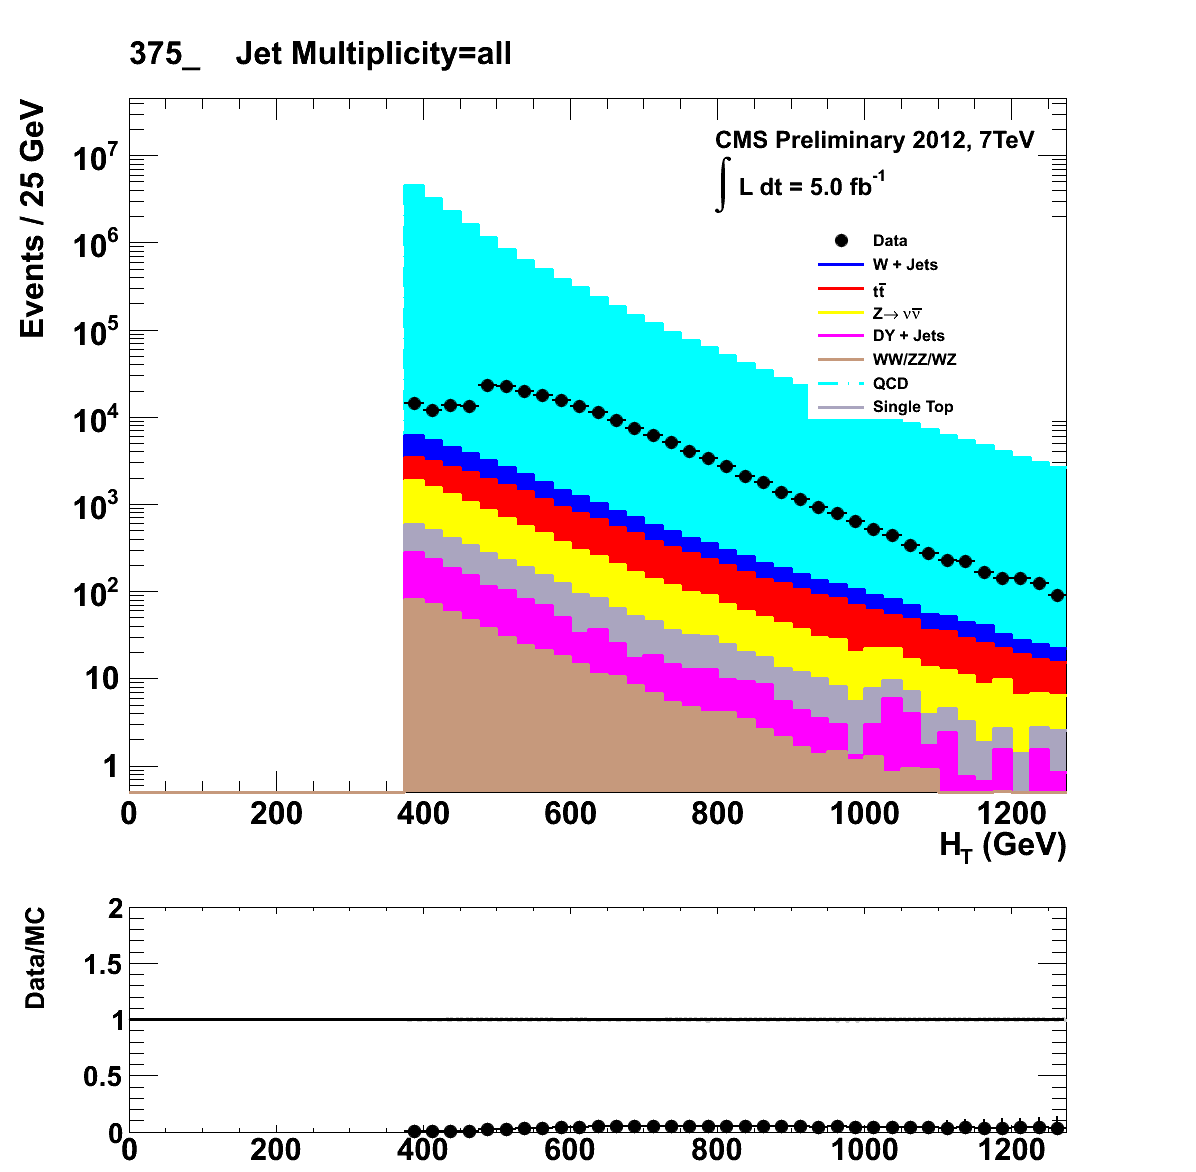 375_ Jet Multiplicity=all
Events / 25 GeV
CMS Preliminary 2012, 7TeV
∫ L dt = 5.0 fb⁻¹
Data
W + Jets
tt̅
Z→ νν̅
DY + Jets
WW/ZZ/WZ
QCD
Single Top
10⁷
10⁶
10⁵
10⁴
10³
10²
10
1
0 200 400 600 800 1000 1200
H_T (GeV)
Data/MC
2
1.5
1
0.5
0
0 200 400 600 800 1000 1200